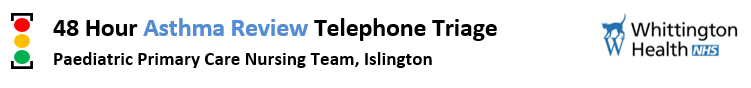 48 Hour Asthma Review Telephone Triage
Paediatric Primary Care Nursing Team, Islington
Whittington
Health NHS